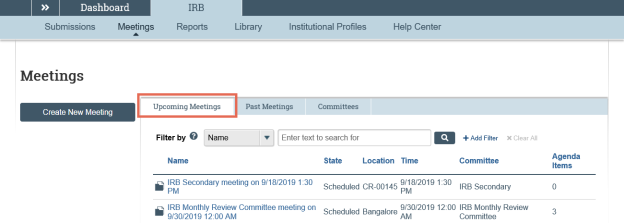 » Dashboard IRB
Submissions Meetings Reports Library Institutional Profiles Help Center
Meetings
Create New Meeting
Upcoming Meetings Past Meetings Committees
Filter by ? Name Enter text to search for + Add Filter × Clear All
Name State Location Time Committee Agenda Items
IRB Secondary meeting on 9/18/2019 1:30 PM Scheduled CR-00145 9/18/2019 1:30 PM IRB Secondary 0
IRB Monthly Review Committee meeting on 9/30/2019 12:00 AM Scheduled Bangalore 9/30/2019 12:00 AM IRB Monthly Review Committee 3